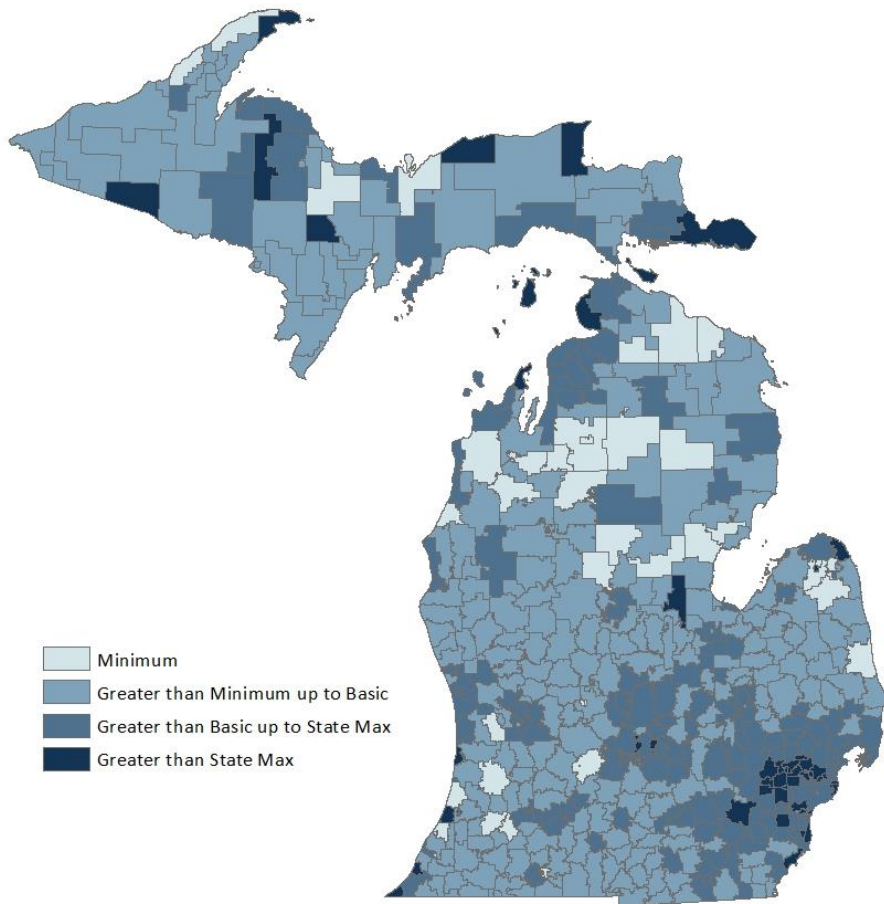 Minimum
Greater than Minimum up to Basic
Greater than Basic up to State Max
Greater than State Max